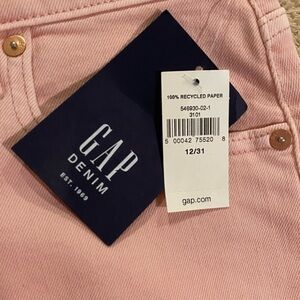 GAP
DENIM
EST. 1969
100% RECYCLED PAPER
546930-02-1
3101
5 00042 75520 8
12/31
gap.com